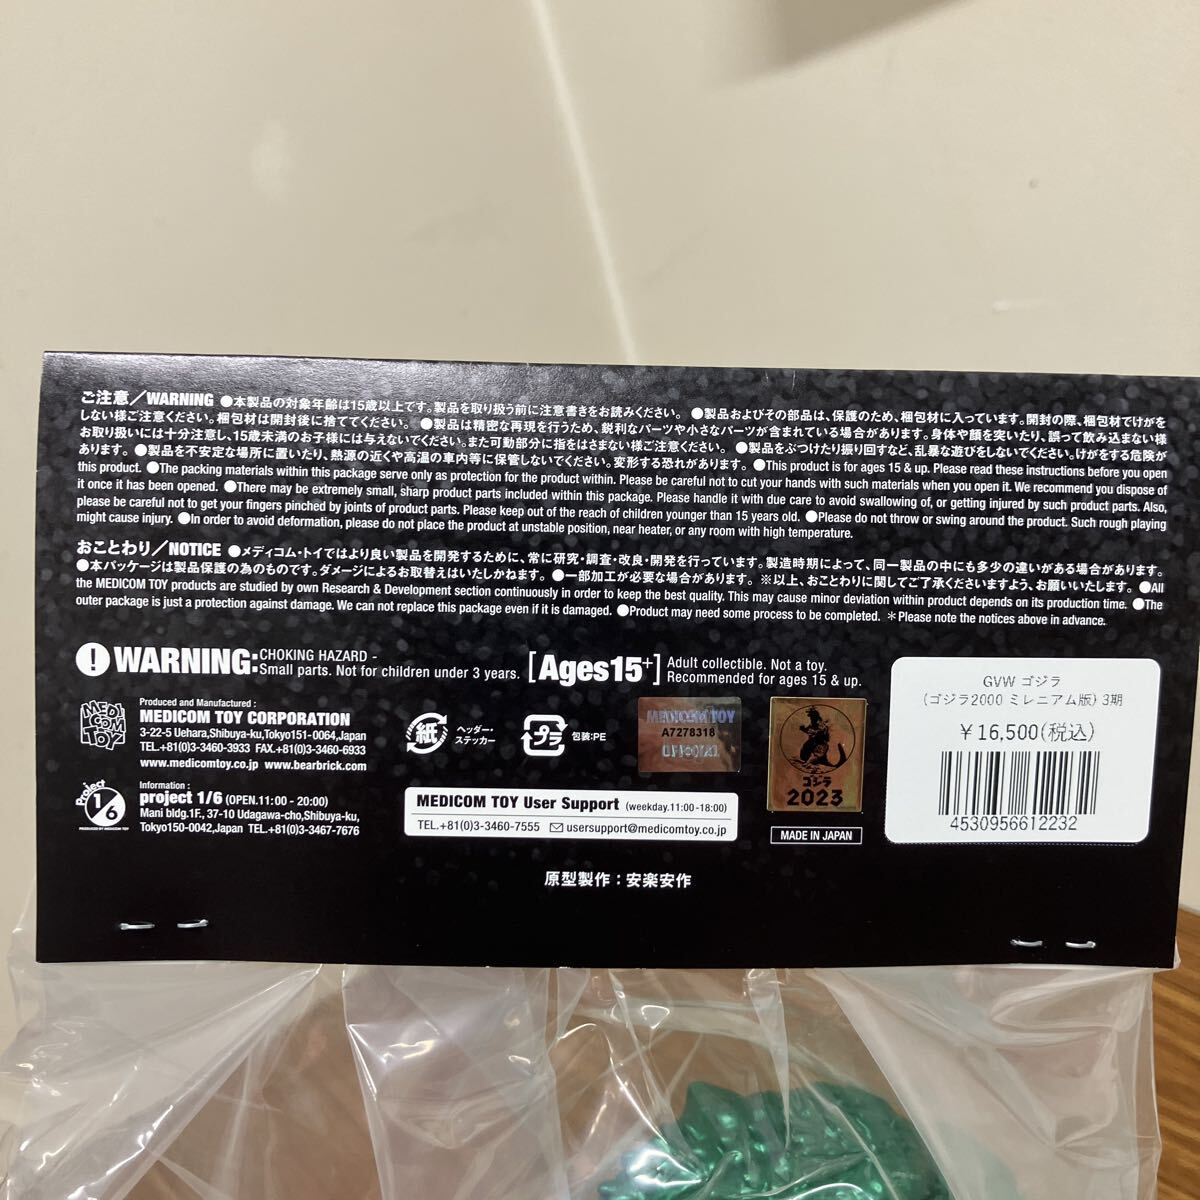 ご注意／WARNING ●本製品の対象年齢は15歳以上です。製品を取り扱う前に注意書きをお読みください。 ●製品およびその部品は、保護のため、梱包材に入っています。開封の際、梱包材でけがを
しない様ご注意ください。梱包材は開封後に捨ててください。 ●製品は精密な再現を行うため、鋭利なパーツや小さなパーツが含まれている場合があります。身体や顔を突いたり、誤って飲み込まない様
お取り扱いには十分注意し、15歳未満のお子様には与えないでください。また可動部分に指をはさまない様ご注意ください。 ●製品をぶつけたり振り回すなど、乱暴な遊びをしないでください。けがをする危険が
あります。 ●製品を不安定な場所に置いたり、熱源の近くや高温の車内等に保管しないでください。変形する恐れがあります。 ●This product is for ages 15 & up. Please read these instructions before you open
this product. ●The packing materials within this package serve only as protection for the product within. Please be careful not to cut your hands with such materials when you open it. We recommend you dispose of
it once it has been opened. ●There may be extremely small, sharp product parts included within this package. Please handle it with due care to avoid swallowing of, or getting injured by such product parts. Also,
please be careful not to get your fingers pinched by joints of product parts. Please keep out of the reach of children younger than 15 years old. ●Please do not throw or swing around the product. Such rough playing
might cause injury. ●In order to avoid deformation, please do not place the product at unstable position, near heater, or any room with high temperature.
おことわり／NOTICE ●メディコム・トイではより良い製品を開発するために、常に研究・調査・改良・開発を行っています。製造時期によって、同一製品の中にも多少の違いがある場合があります。
●本パッケージは製品保護の為のものです。ダメージによるお取替えはいたしかねます。 ●一部加工が必要な場合があります。 ※以上、おことわりに関してご了承くださいますよう、お願いいたします。 ●All
the MEDICOM TOY products are studied by own Research & Development section continuously in order to keep the best quality. This may cause minor deviation within product depends on its production time. ●The
outer package is just a protection against damage. We can not replace this package even if it is damaged. ●Product may need some process to be completed. ＊Please note the notices above in advance.
WARNING: CHOKING HAZARD -
Small parts. Not for children under 3 years.
[Ages15+] Adult collectible. Not a toy.
Recommended for ages 15 & up.
MEDICOM TOY
Produced and Manufactured :
MEDICOM TOY CORPORATION
3-22-5 Uehara,Shibuya-ku,Tokyo151-0064,Japan
TEL.+81(0)3-3460-3933 FAX.+81(0)3-3460-6933
www.medicomtoy.co.jp www.bearbrick.com
Project 1/6
PRODUCED BY MEDICOM TOY
Information :
project 1/6 (OPEN.11:00 - 20:00)
Mani bldg.1F., 37-10 Udagawa-cho,Shibuya-ku,
Tokyo150-0042,Japan TEL.+81(0)3-3467-7676
紙 ヘッダー・
ステッカー
プラ 包装:PE
MEDICOM TOY
A7278318
OFFICIAL
ゴジラ
2023
MEDICOM TOY User Support (weekday.11:00-18:00)
TEL.+81(0)3-3460-7555 usersupport@medicomtoy.co.jp
MADE IN JAPAN
原型製作：安楽安作
GVW ゴジラ
(ゴジラ2000 ミレニアム版) 3期
￥16,500(税込)
4530956612232